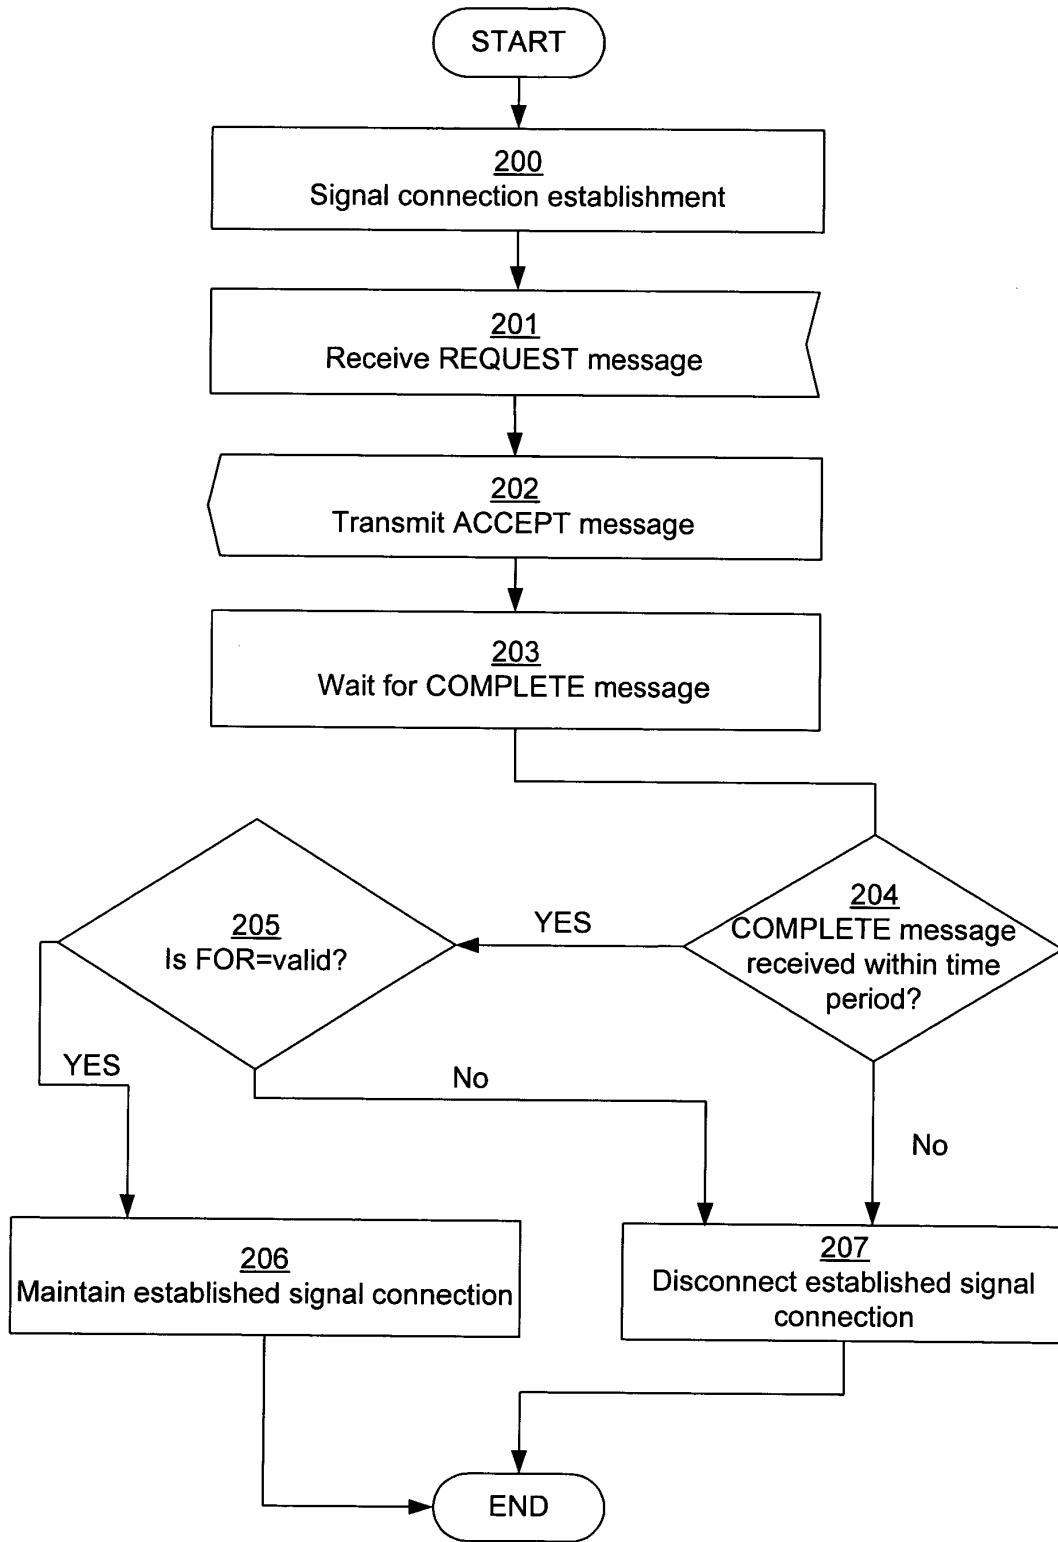 START
200
Signal connection establishment
201
Receive REQUEST message
202
Transmit ACCEPT message
203
Wait for COMPLETE message
204
COMPLETE message
received within time
period?
YES
205
Is FOR=valid?
YES
No
No
206
Maintain established signal connection
207
Disconnect established signal
connection
END